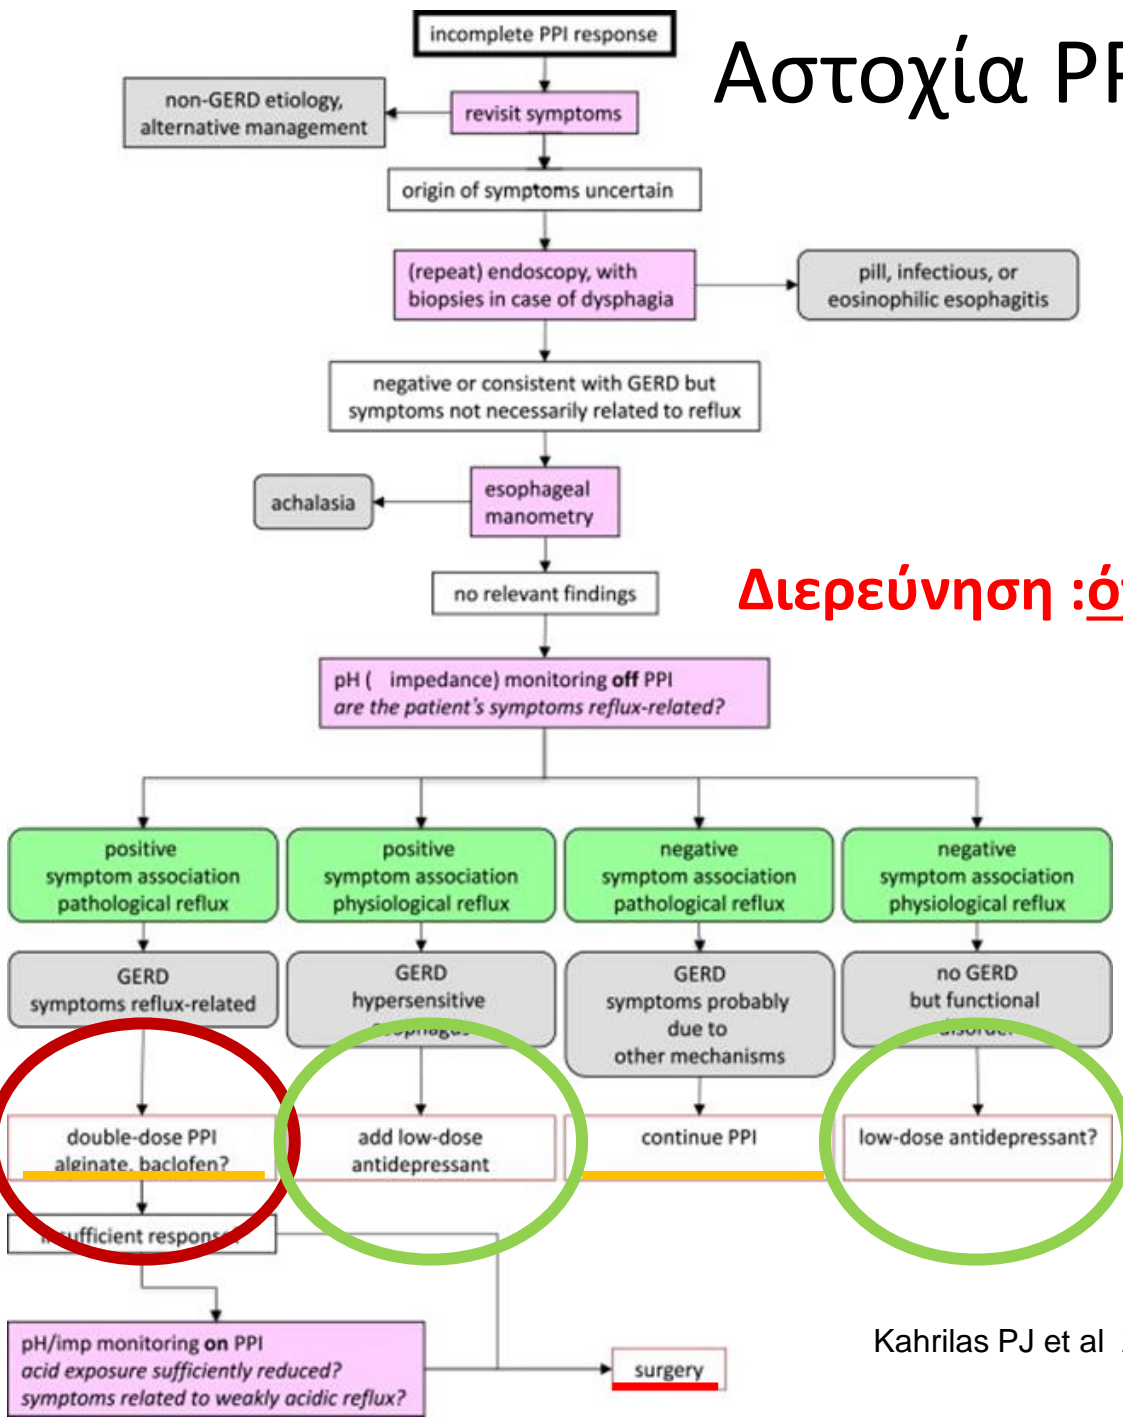 incomplete PPI response
Αστοχία
non-GERD etiology,
alternative management
revisit symptoms
origin of symptoms uncertain
(repeat) endoscopy, with
biopsies in case of dysphagia
pill, infectious, or
eosinophilic esophagitis
negative or consistent with GERD but
symptoms not necessarily related to reflux
achalasia
esophageal
manometry
no relevant findings
Διερεύνηση :
pH ( impedance) monitoring off PPI
are the patient's symptoms reflux-related?
positive
symptom association
pathological reflux
positive
symptom association
physiological reflux
negative
symptom association
pathological reflux
negative
symptom association
physiological reflux
GERD
symptoms reflux-related
GERD
hypersensitive
esophagus
GERD
symptoms probably
due to
other mechanisms
no GERD
but functional
disorder
double-dose PPI
alginate, baclofen?
add low-dose
antidepressant
continue PPI
low-dose antidepressant?
insufficient response?
pH/imp monitoring on PPI
acid exposure sufficiently reduced?
symptoms related to weakly acidic reflux?
surgery
Kahrilas PJ et al